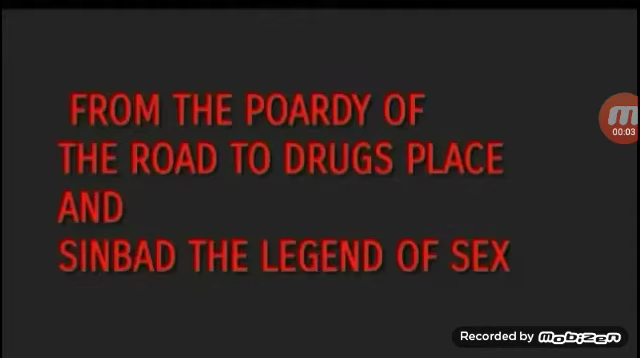 FROM THE POARDY OF
THE ROAD TO DRUGS PLACE
AND
SINBAD THE LEGEND OF SEX
00:03
Recorded by mobizen